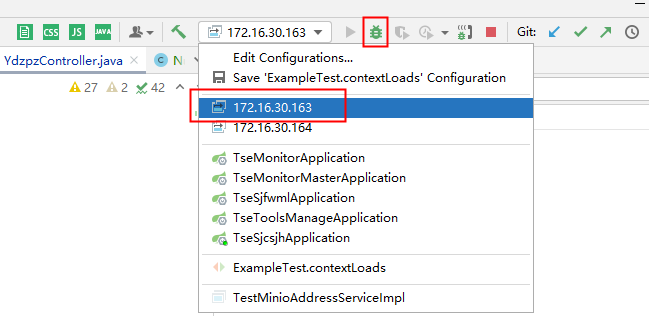 CSS JS JAVA 172.16.30.163 Git:
YdzpzController.java C N
27 2 42
Edit Configurations...
Save 'ExampleTest.contextLoads' Configuration
172.16.30.163
172.16.30.164
TseMonitorApplication
TseMonitorMasterApplication
TseSjfwmlApplication
TseToolsManageApplication
TseSjcsjhApplication
ExampleTest.contextLoads
TestMinioAddressServiceImpl